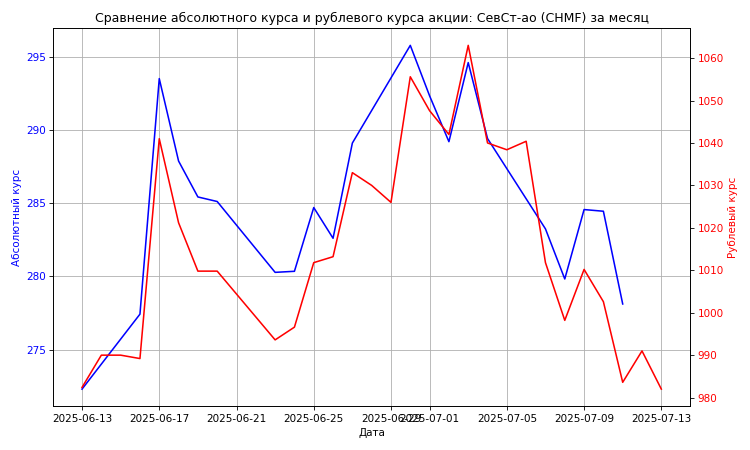 Сравнение абсолютного курса и рублевого курса акции: СевСт-ао (CHMF) за месяц
295
290
285
280
275
Абсолютный курс
1060
1050
1040
1030
1020
1010
1000
990
980
Рублевый курс
2025-06-13 2025-06-17 2025-06-21 2025-06-25 2025-06-29 2025-07-01 2025-07-05 2025-07-09 2025-07-13
Дата